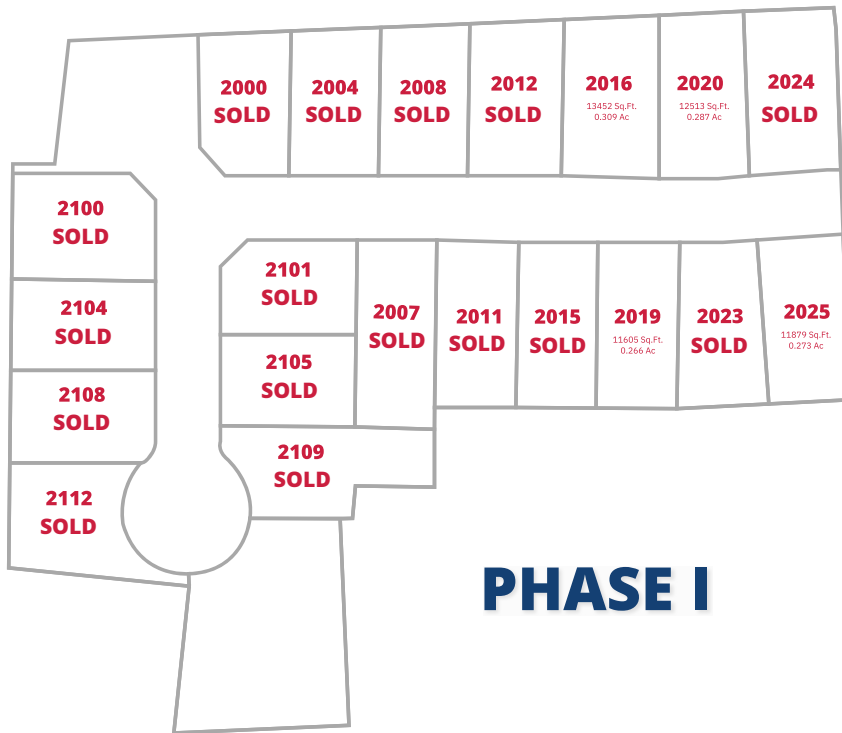 2000
SOLD
2004
SOLD
2008
SOLD
2012
SOLD
2016
13452 Sq.Ft.
0.309 Ac
2020
12513 Sq.Ft.
0.287 Ac
2024
SOLD
2100
SOLD
2104
SOLD
2108
SOLD
2112
SOLD
2101
SOLD
2105
SOLD
2109
SOLD
2007
SOLD
2011
SOLD
2015
SOLD
2019
11605 Sq.Ft.
0.266 Ac
2023
SOLD
2025
11879 Sq.Ft.
0.273 Ac
PHASE I